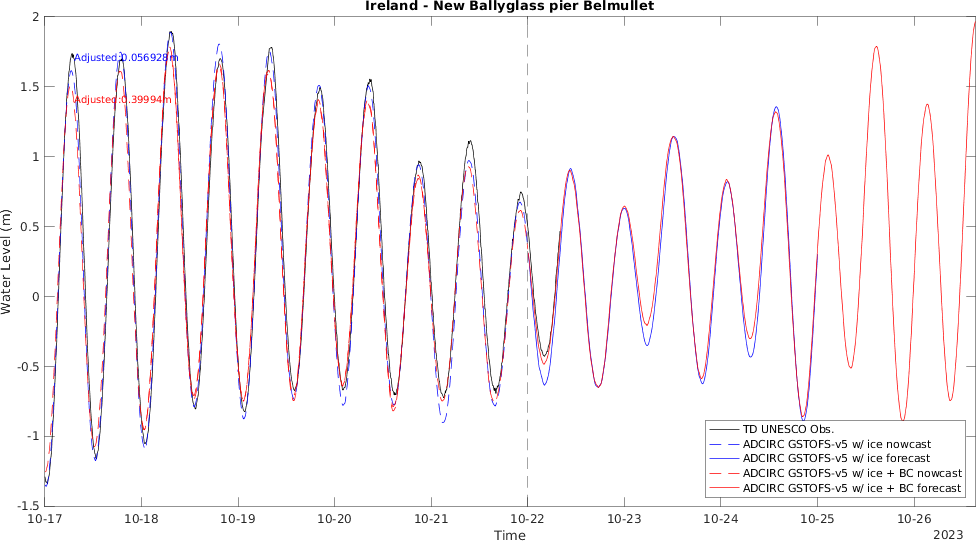 Ireland - New Ballyglass pier Belmullet
2
1.5
1
0.5
0
-0.5
-1
-1.5
Water Level (m)
Adjusted:0.056928m
Adjusted:0.39994m
TD UNESCO Obs.
ADCIRC GSTOFS-v5 w/ ice nowcast
ADCIRC GSTOFS-v5 w/ ice forecast
ADCIRC GSTOFS-v5 w/ ice + BC nowcast
ADCIRC GSTOFS-v5 w/ ice + BC forecast
10-17 10-18 10-19 10-20 10-21 10-22 10-23 10-24 10-25 10-26
Time
2023